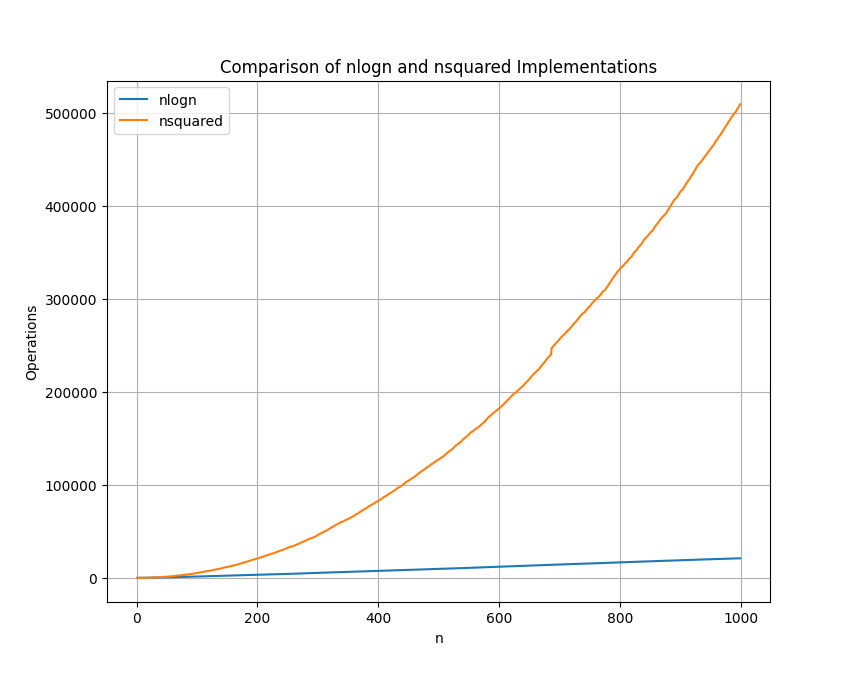 Comparison of nlogn and nsquared Implementations
nlogn
nsquared
500000
400000
300000
200000
100000
0
Operations
0 200 400 600 800 1000
n